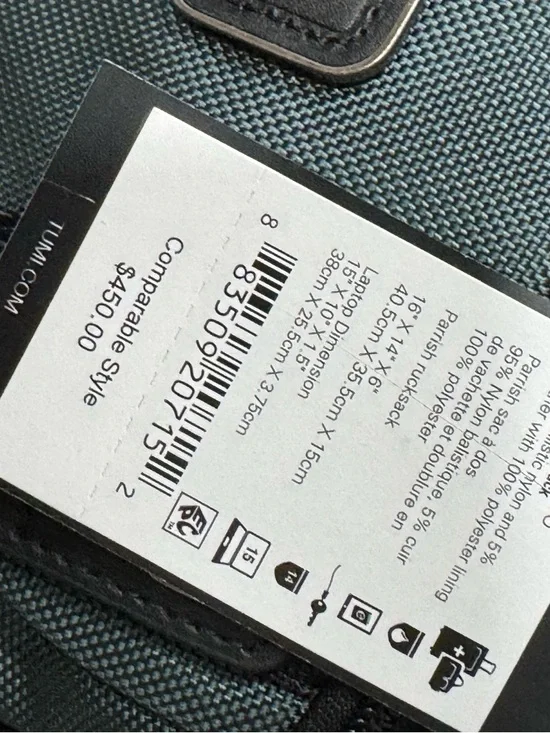 nylon and 5%
with 100% polyester lining
Parrish sac à dos
95% Nylon balistique, 5% cuir
de vachette et doublure en
100% polyester
Parrish rucksack
16" X 14" X 6"
40.5cm X 35.5cm X 15cm
Laptop Dimension
15" X 10" X 1.5"
38cm X 25.5cm X 3.75cm
14
15
8 83509 20715 2
Comparable Style
$450.00
TUMI.COM